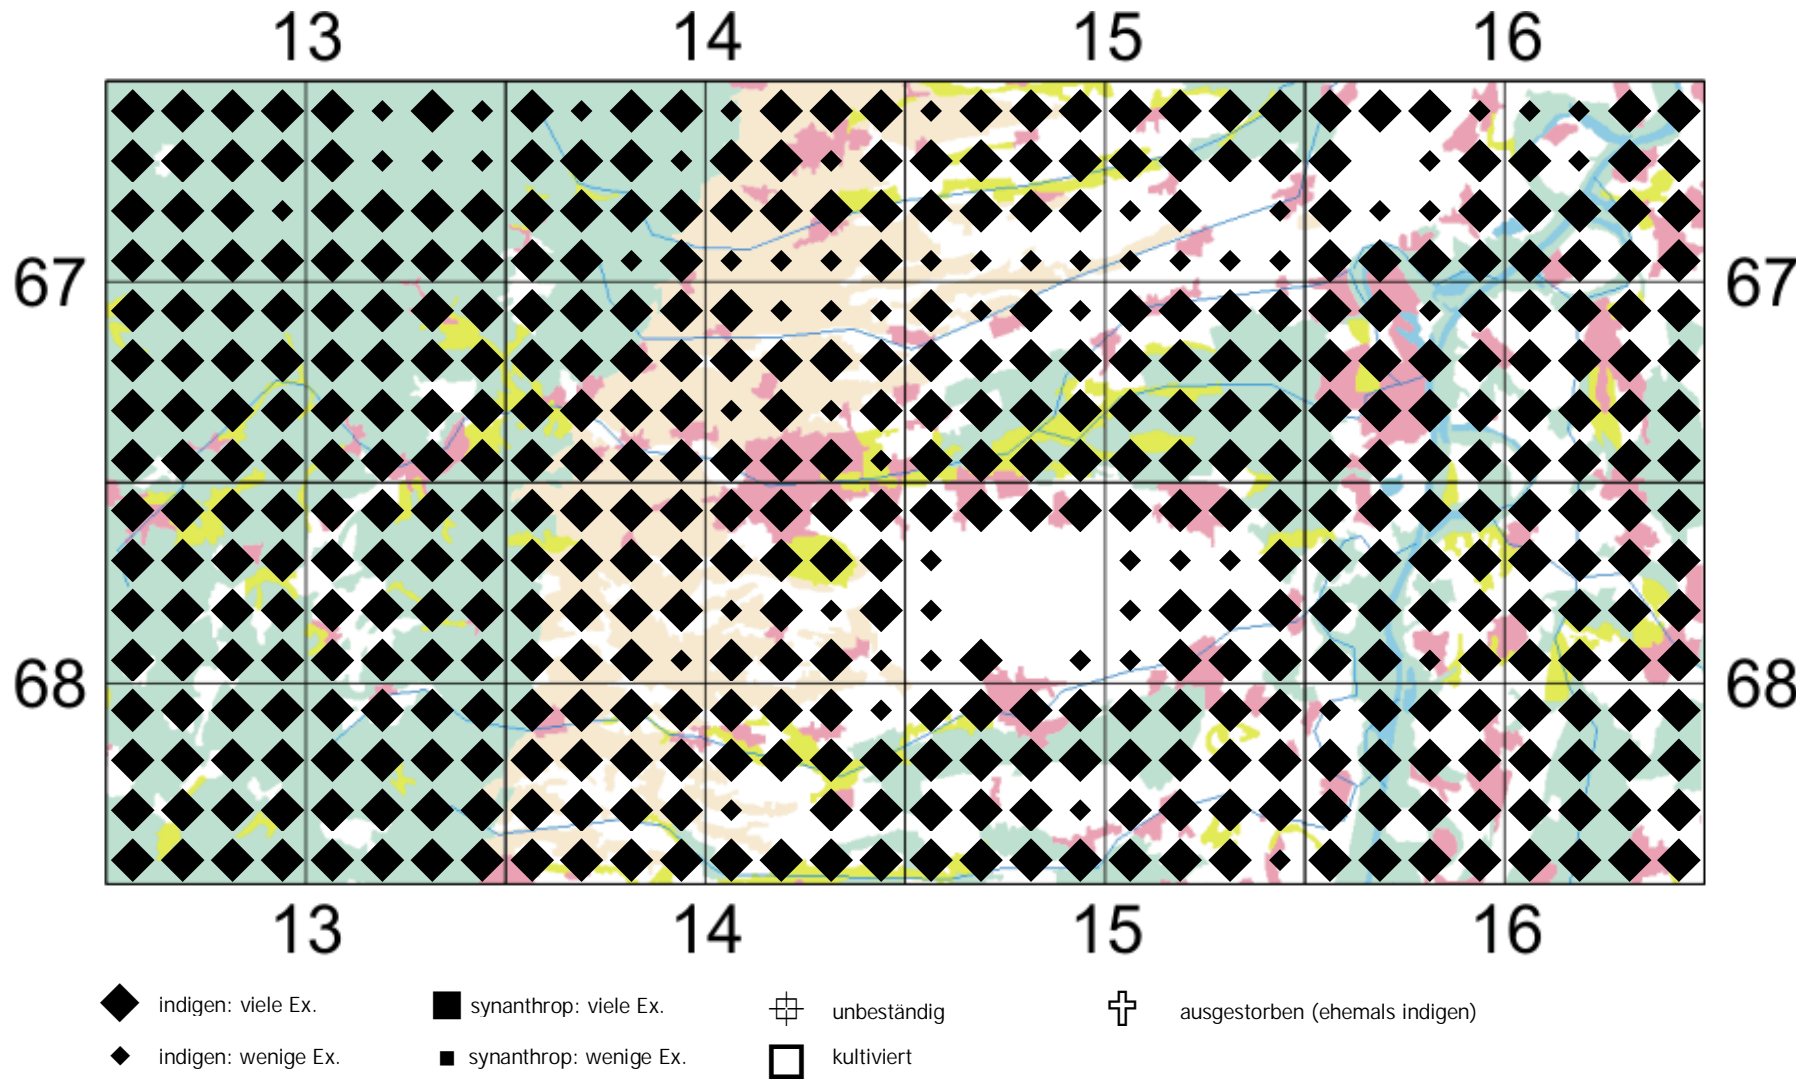 13 14 15 16
67 67
68 68
13 14 15 16
indigen: viele Ex. synanthrop: viele Ex. unbeständig ausgestorben (ehemals indigen)
indigen: wenige Ex. synanthrop: wenige Ex. kultiviert